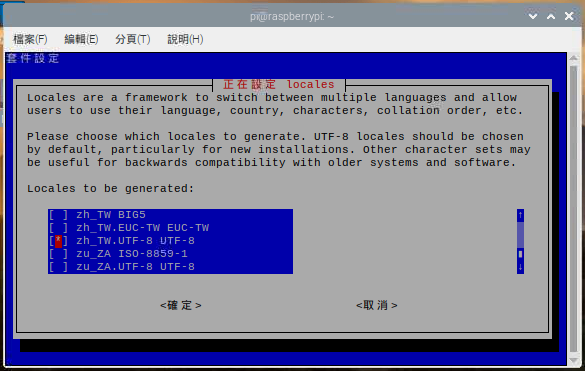 pi@raspberrypi: ~
檔案(F) 編輯(E) 分頁(T) 說明(H)
套件設定
正在設定 locales
Locales are a framework to switch between multiple languages and allow
users to use their language, country, characters, collation order, etc.
Please choose which locales to generate. UTF-8 locales should be chosen
by default, particularly for new installations. Other character sets may
be useful for backwards compatibility with older systems and software.
Locales to be generated:
[ ] zh_TW BIG5
[ ] zh_TW.EUC-TW EUC-TW
[*] zh_TW.UTF-8 UTF-8
[ ] zu_ZA ISO-8859-1
[ ] zu_ZA.UTF-8 UTF-8
<確定> <取消>